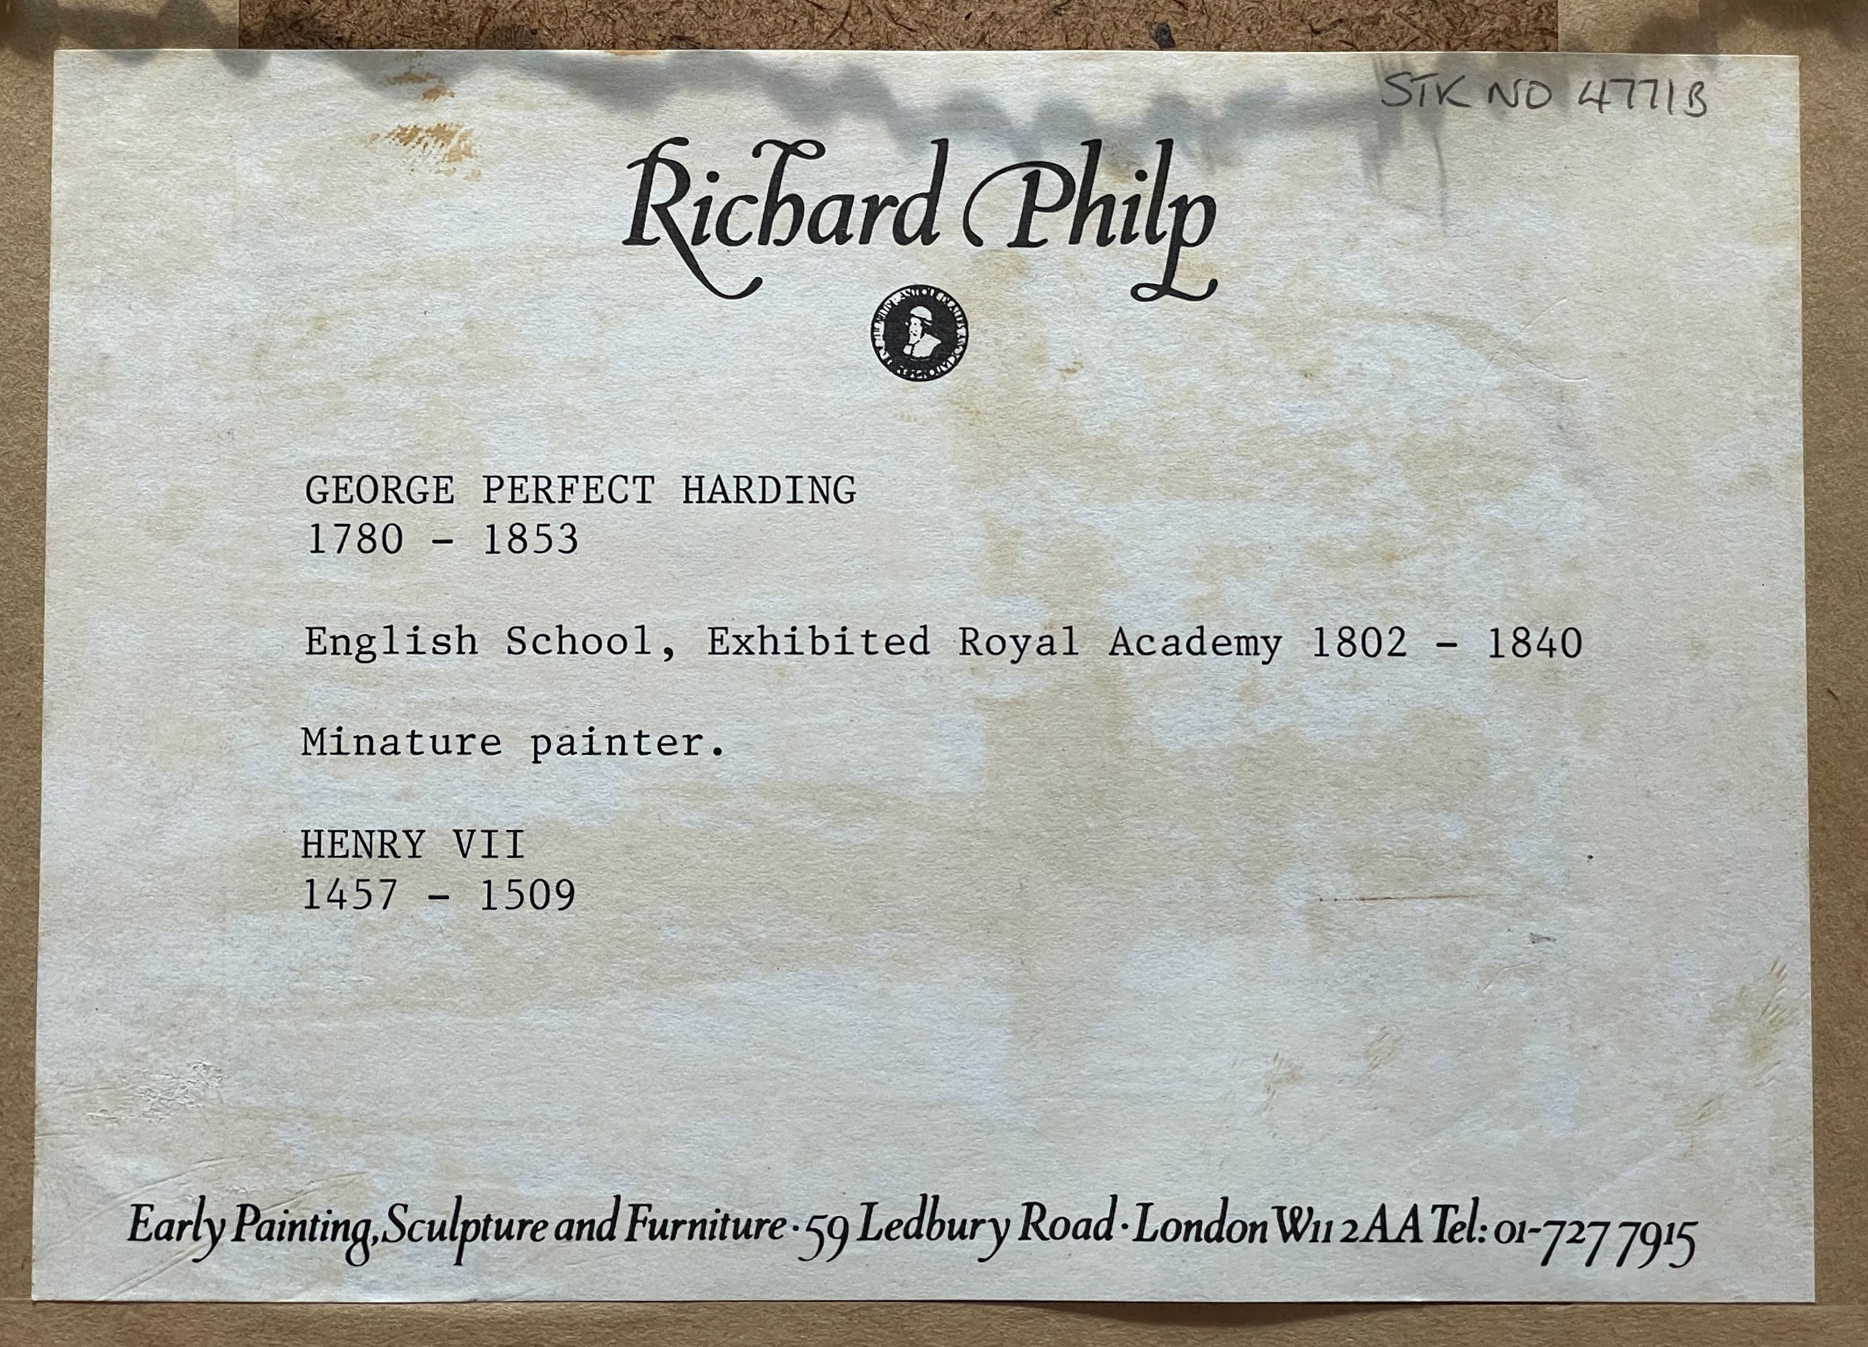 STK NO 4771B
Richard Philp
GEORGE PERFECT HARDING
1780 - 1853
English School, Exhibited Royal Academy 1802 - 1840
Minature painter.
HENRY VII
1457 - 1509
Early Painting, Sculpture and Furniture · 59 Ledbury Road · London W11 2AA Tel: 01-727 7915